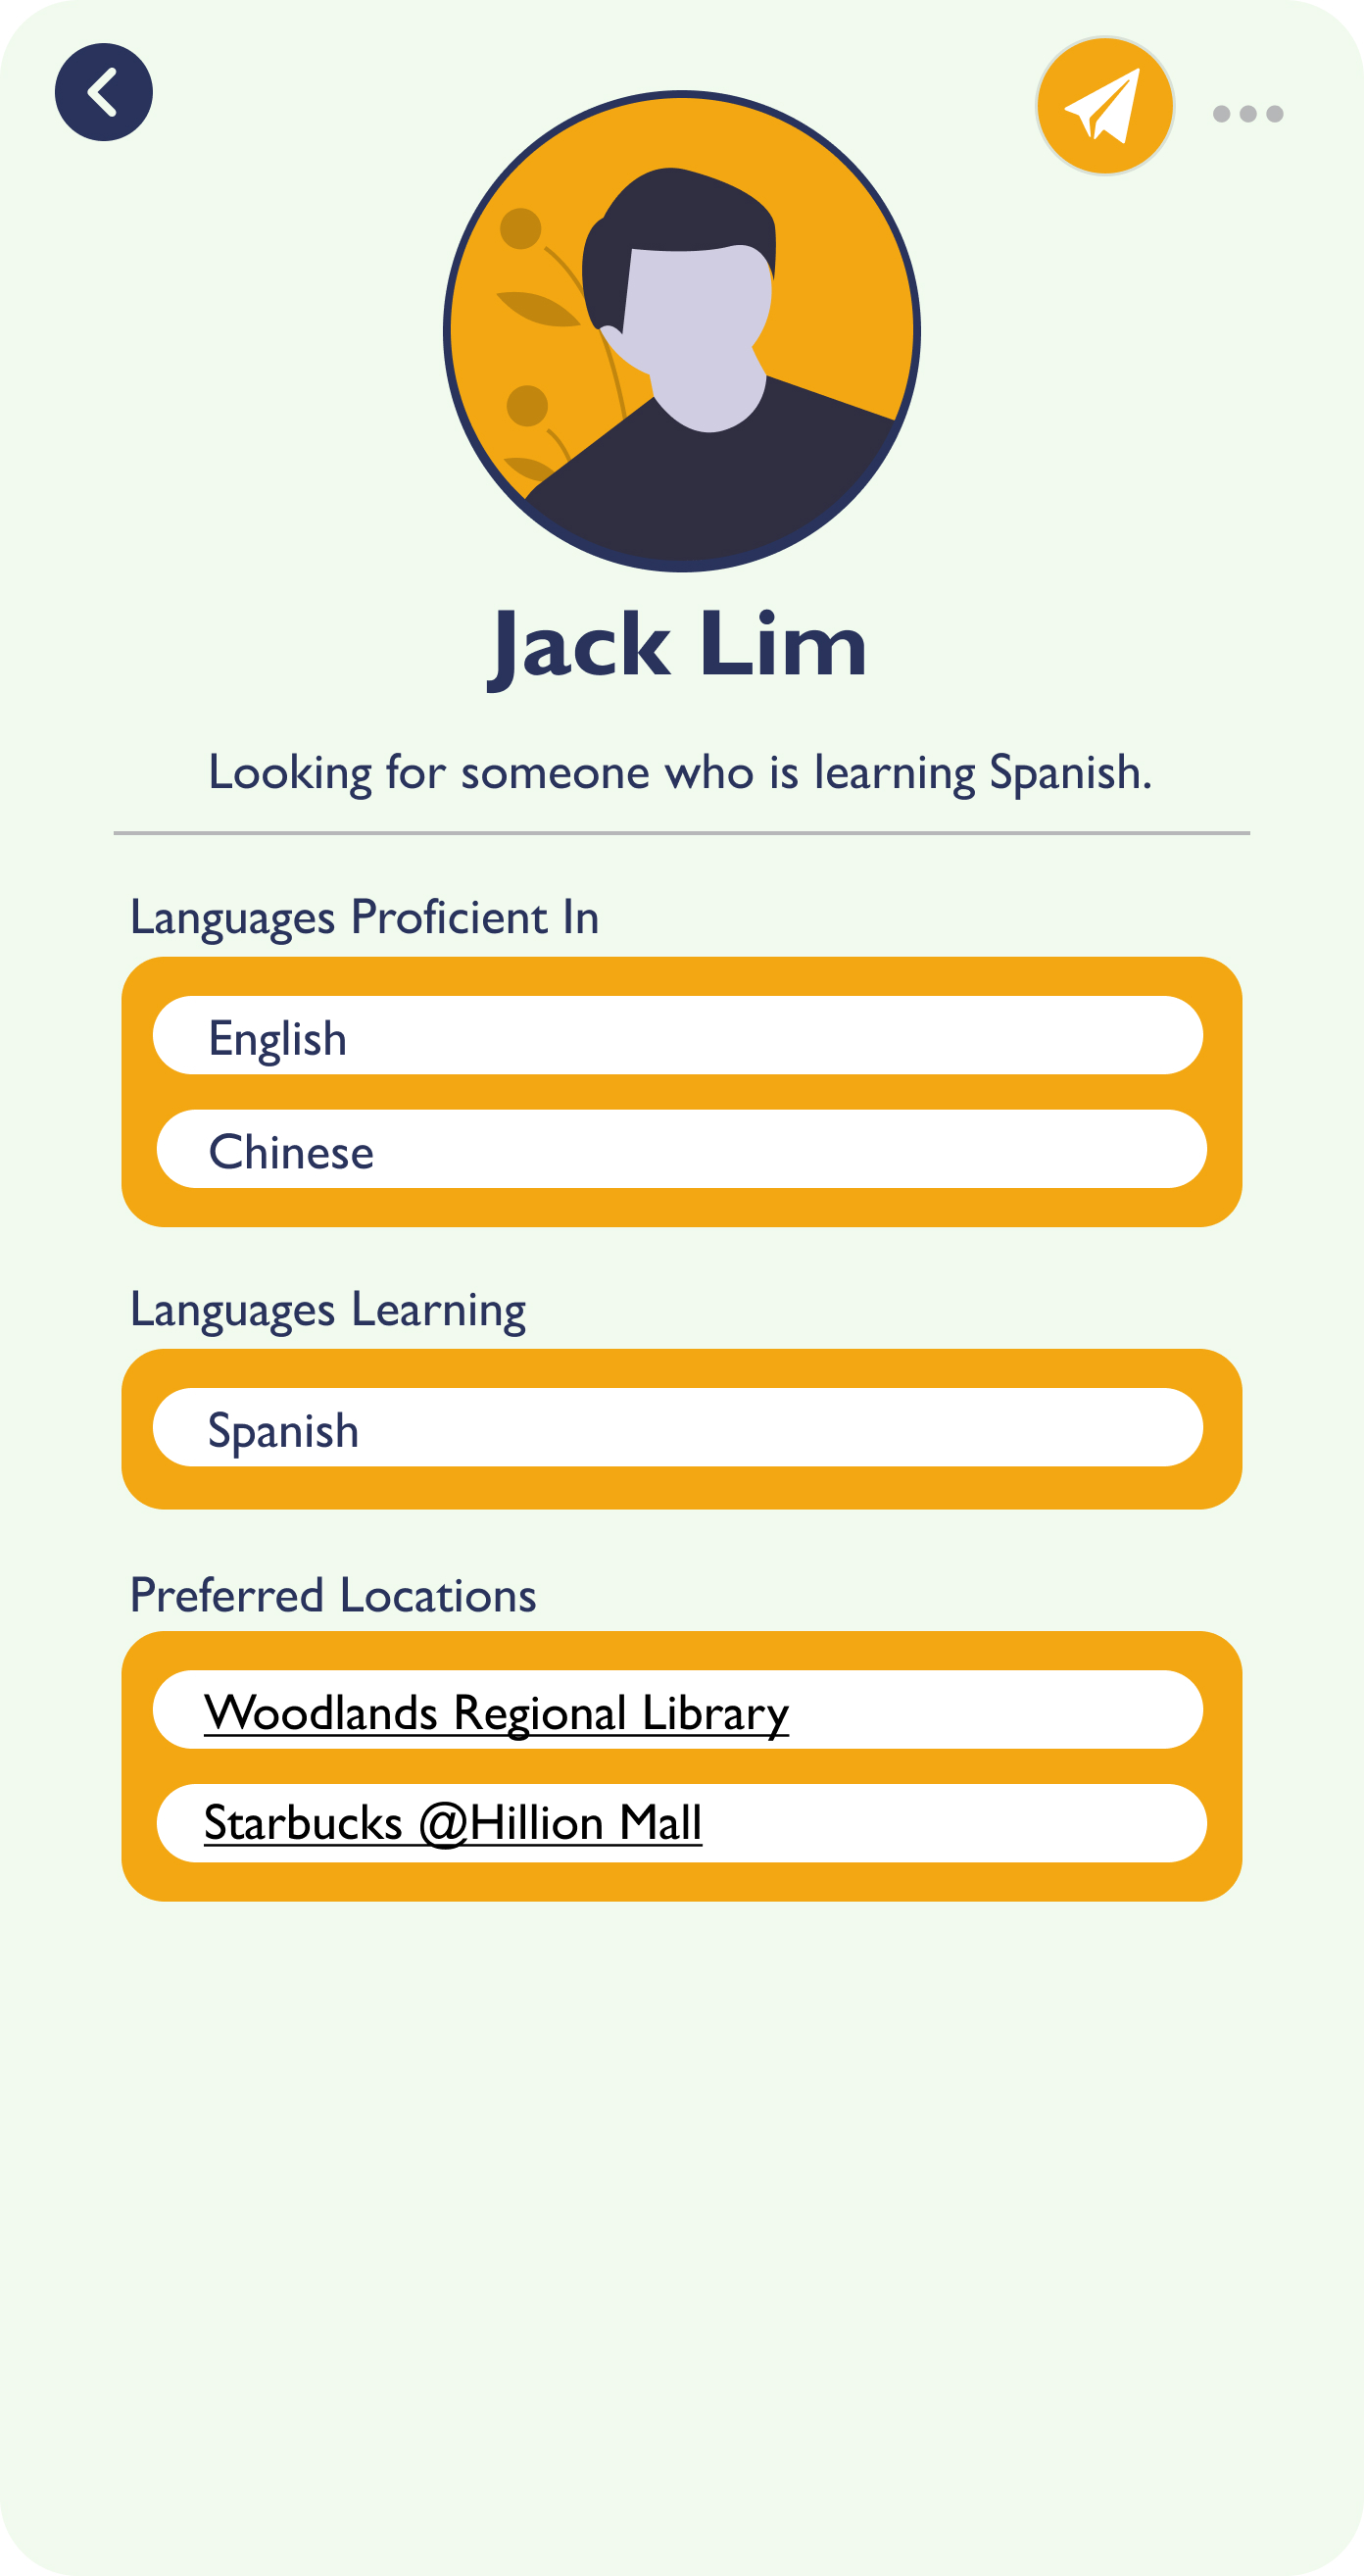 Jack Lim
Looking for someone who is learning Spanish.
Languages Proficient In
English
Chinese
Languages Learning
Spanish
Preferred Locations
Woodlands Regional Library
Starbucks @Hillion Mall